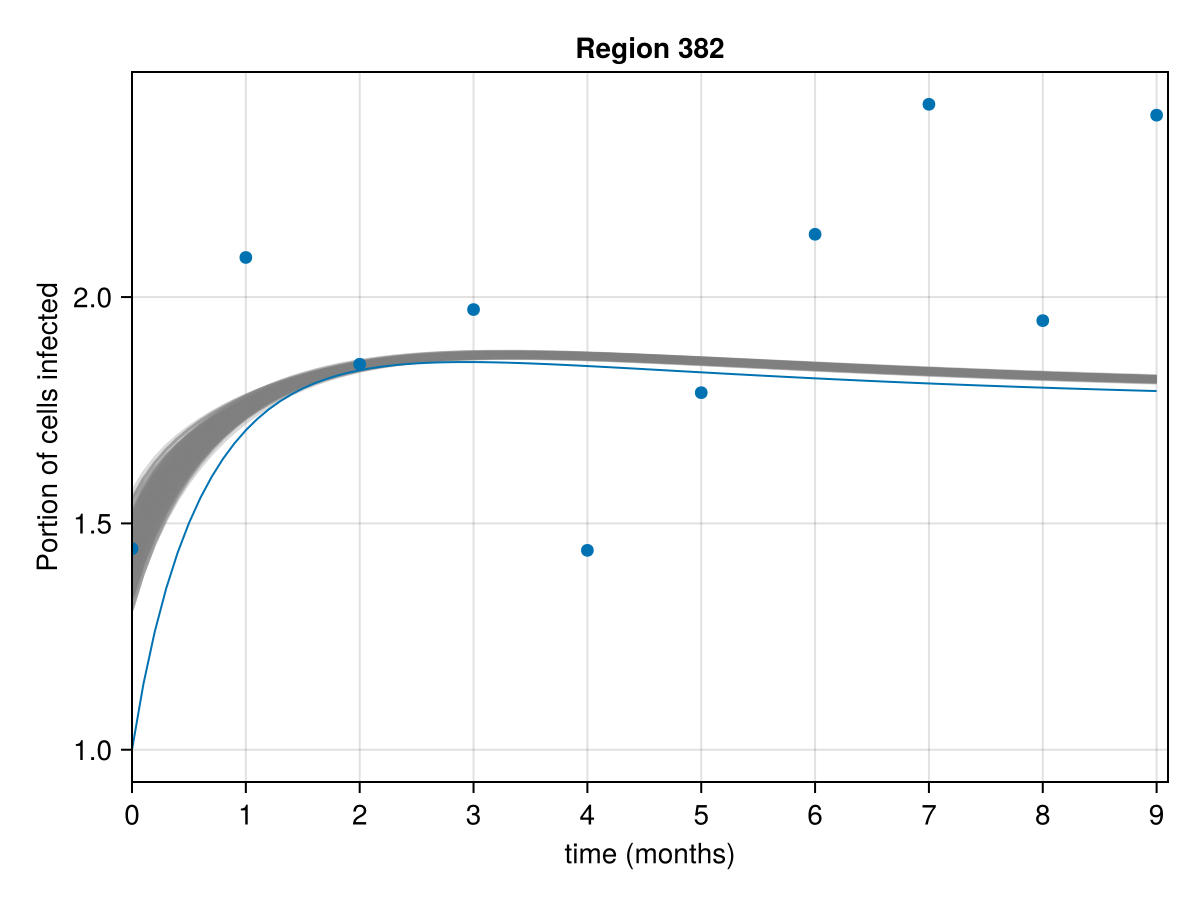 Region 382
Portion of cells infected
2.0
1.5
1.0
0 1 2 3 4 5 6 7 8 9
time (months)